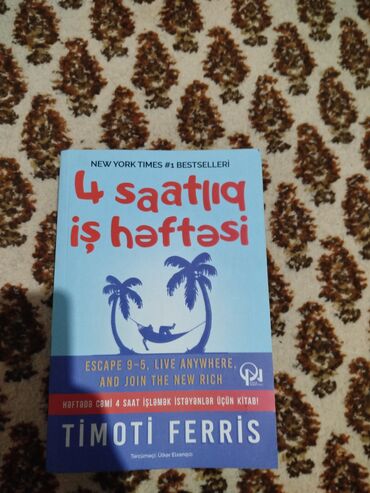 NEW YORK TIMES #1 BESTSELLERİ
4 saatlıq
iş həftəsi
ESCAPE 9-5, LIVE ANYWHERE,
AND JOIN THE NEW RICH
HƏFTƏDƏ CƏMİ 4 SAAT İŞLƏMƏK İSTƏYƏNLƏR ÜÇÜN KİTAB!
TİMOTİ FERRİS
Tərcüməçi: Ülkər